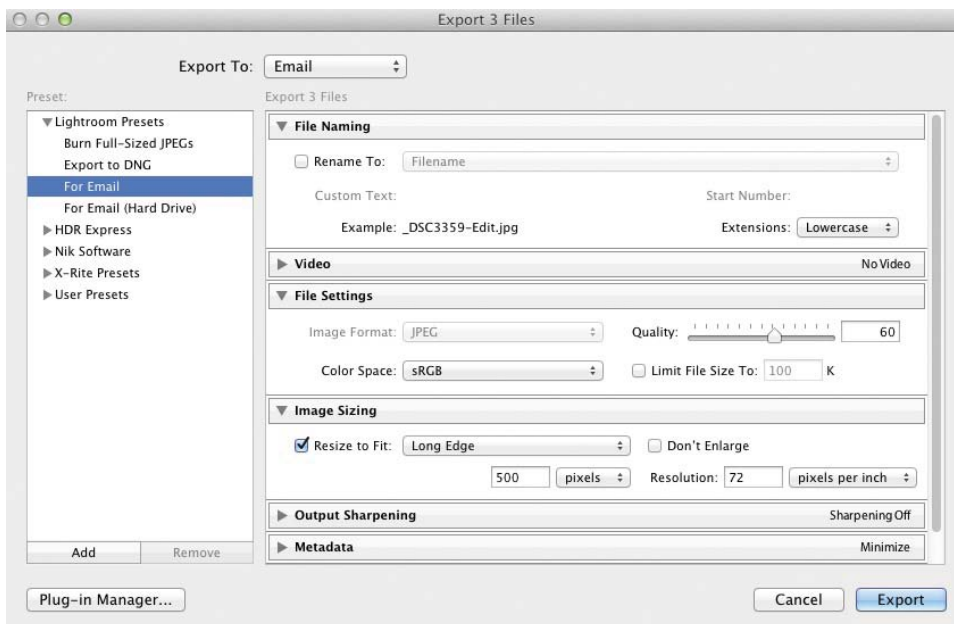 Export 3 Files
Export To: Email
Preset:
Export 3 Files
Lightroom Presets
Burn Full-Sized JPEGs
Export to DNG
For Email
For Email (Hard Drive)
HDR Express
Nik Software
X-Rite Presets
User Presets
Add
Remove
File Naming
Rename To: Filename
Custom Text: Start Number:
Example: _DSC3359-Edit.jpg Extensions: Lowercase
Video No Video
File Settings
Image Format: JPEG Quality: 60
Color Space: sRGB Limit File Size To: 100 K
Image Sizing
Resize to Fit: Long Edge Don't Enlarge
500 pixels Resolution: 72 pixels per inch
Output Sharpening Sharpening Off
Metadata Minimize
Plug-in Manager... Cancel Export